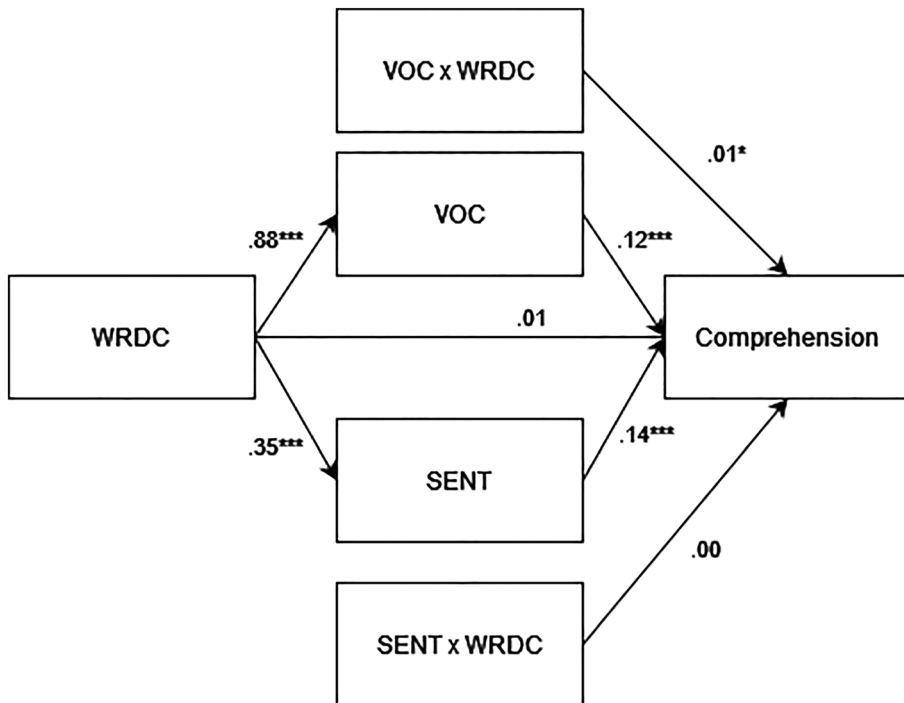 VOC x WRDC
.01*
VOC
.88***
.12***
WRDC
.01
Comprehension
.35***
SENT
.14***
.00
SENT x WRDC